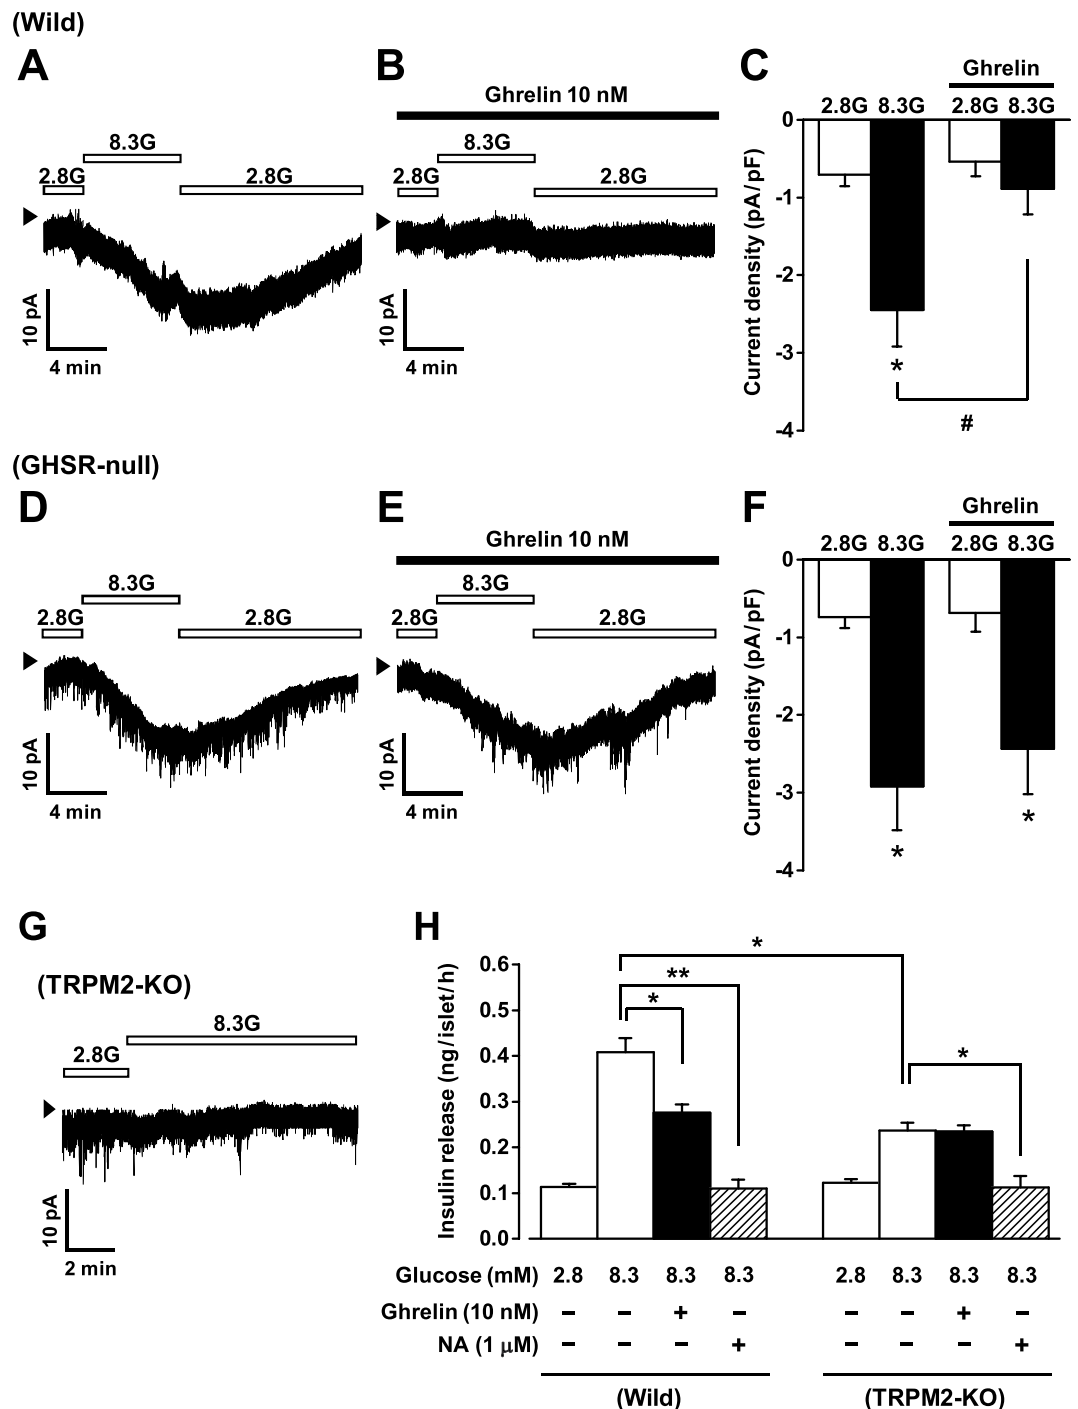 (Wild)
A
B
C
Ghrelin 10 nM
Ghrelin
8.3G
8.3G
2.8G
2.8G
2.8G
2.8G
2.8G 8.3G
2.8G 8.3G
10 pA
4 min
10 pA
4 min
Current density (pA/pF)
0
-1
-2
-3
-4
*
#
(GHSR-null)
D
E
F
Ghrelin 10 nM
Ghrelin
8.3G
8.3G
2.8G
2.8G
2.8G
2.8G
2.8G 8.3G
2.8G 8.3G
10 pA
4 min
10 pA
4 min
Current density (pA/pF)
0
-1
-2
-3
-4
*
*
G
(TRPM2-KO)
8.3G
2.8G
10 pA
2 min
H
Insulin release (ng/islet/h)
0.6
0.5
0.4
0.3
0.2
0.1
0.0
*
**
*
*
Glucose (mM) 2.8 8.3 8.3 8.3 2.8 8.3 8.3 8.3
Ghrelin (10 nM) − − + − − − + −
NA (1 μM) − − − + − − − +
(Wild)
(TRPM2-KO)